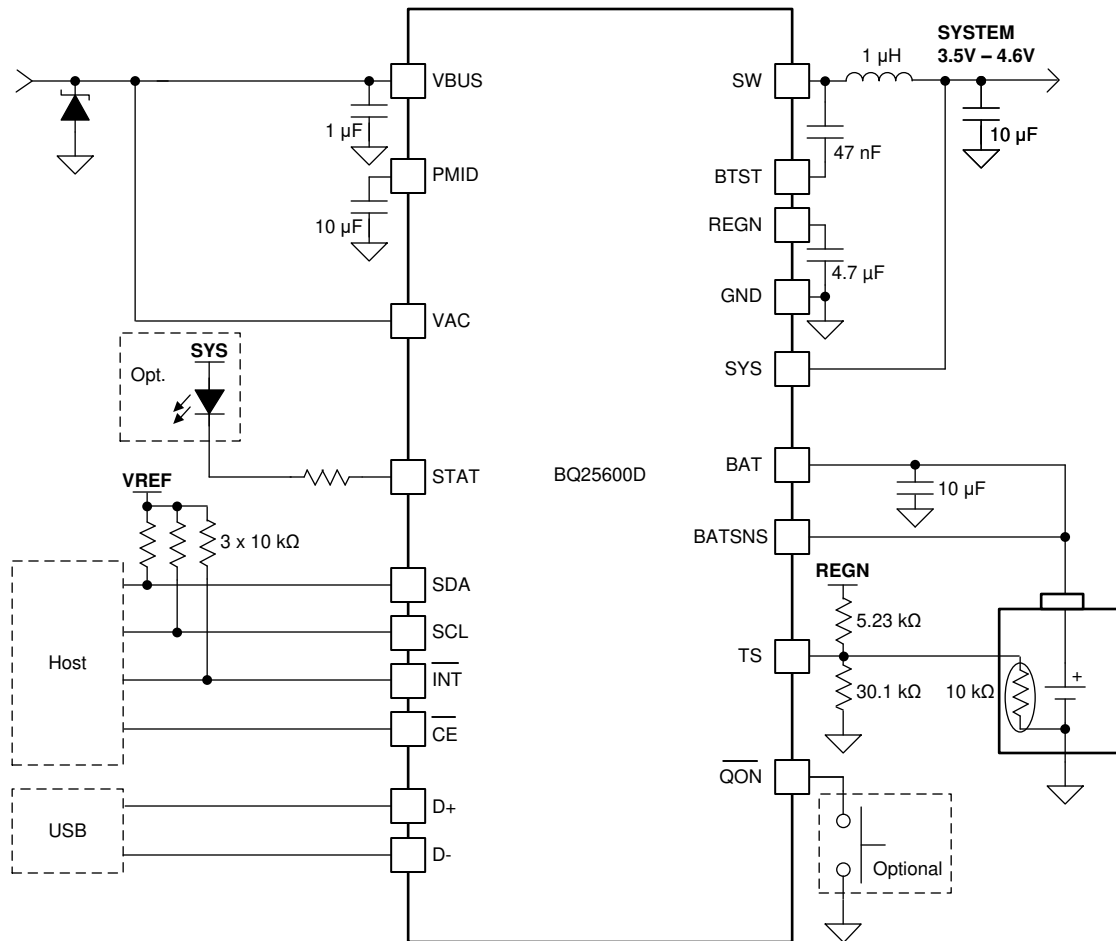 VBUS
1 µF
PMID
10 µF
VAC
SYS
Opt.
STAT
VREF
3 x 10 kΩ
SDA
SCL
INT
CE
Host
D+
D-
USB
BQ25600D
SW
1 µH
SYSTEM
3.5V – 4.6V
10 µF
47 nF
BTST
REGN
4.7 µF
GND
SYS
BAT
10 µF
BATSNS
REGN
5.23 kΩ
TS
30.1 kΩ
10 kΩ
+
QON
Optional